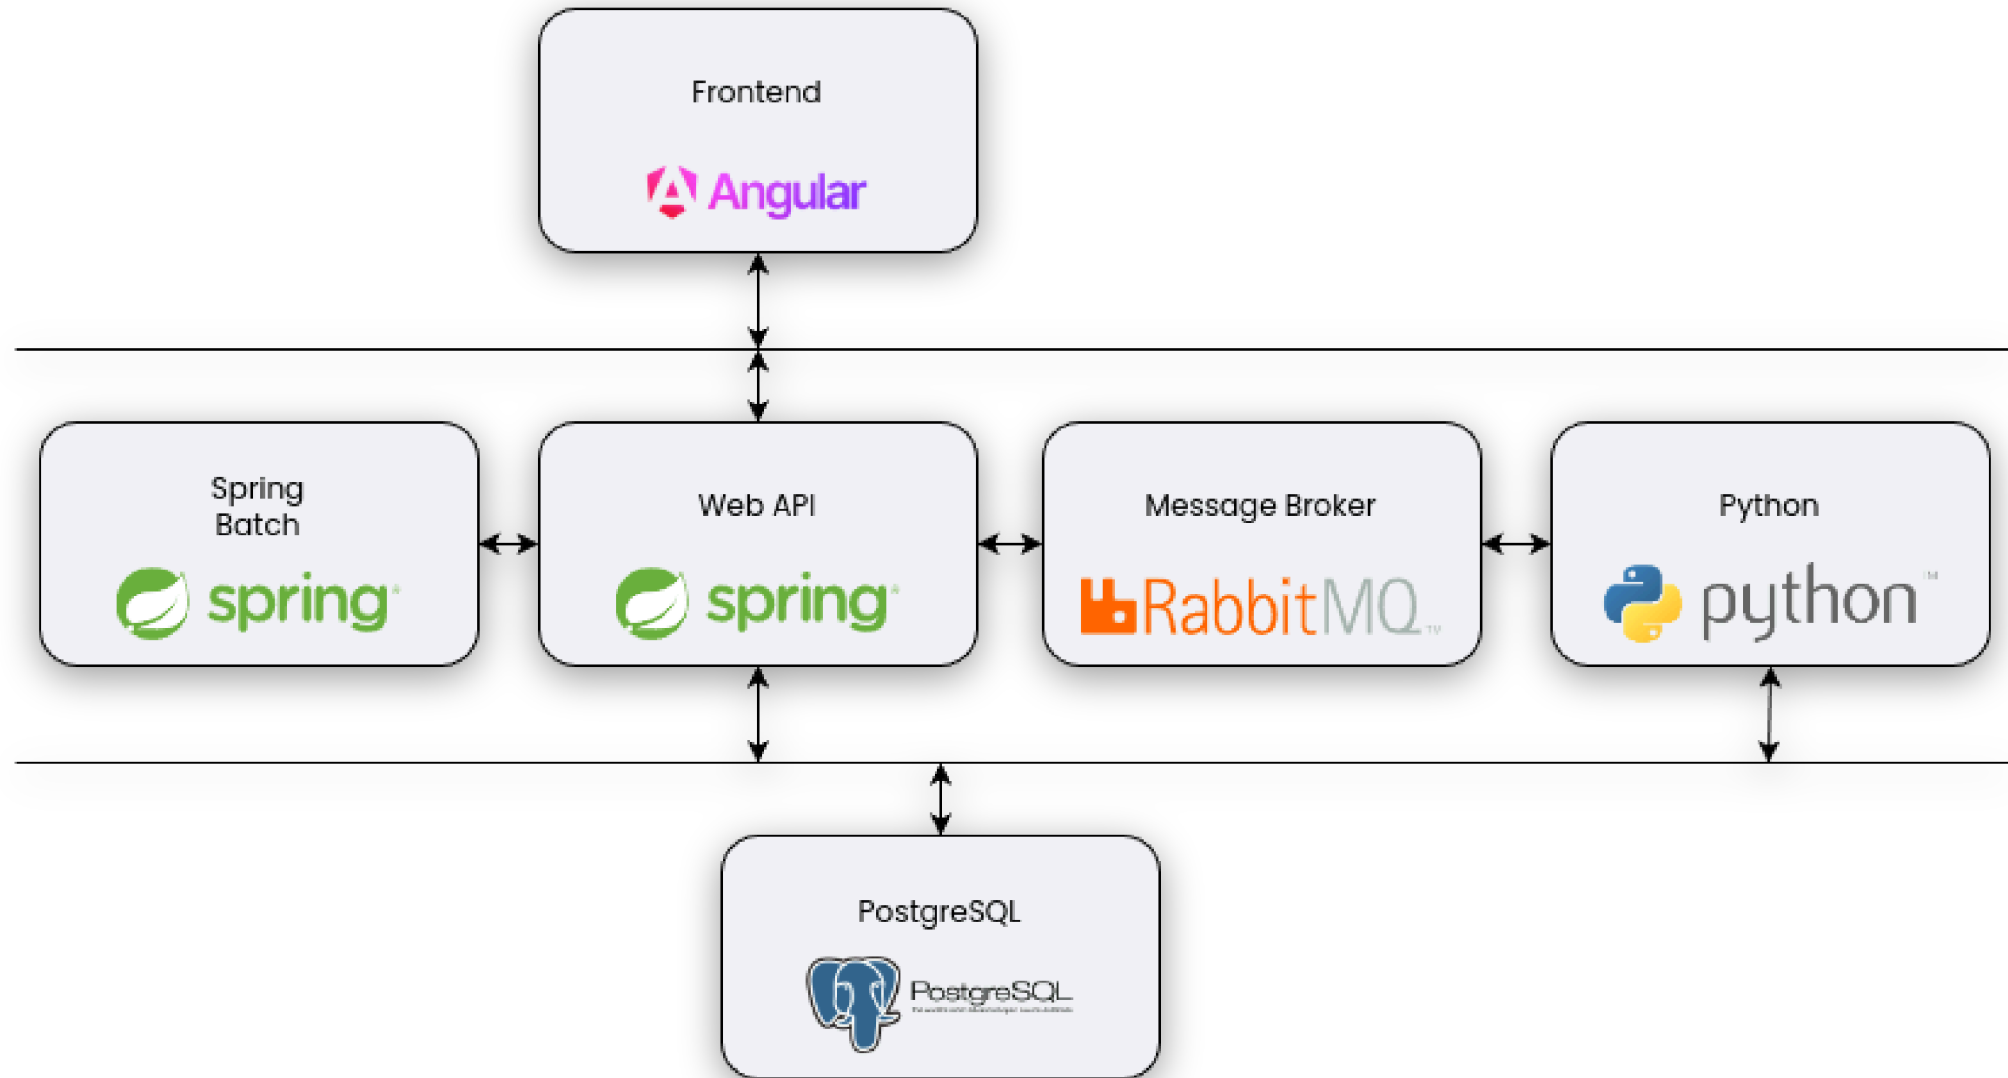 Frontend
Angular
Spring
Batch
spring
Web API
spring
Message Broker
RabbitMQ
Python
python
PostgreSQL
PostgreSQL